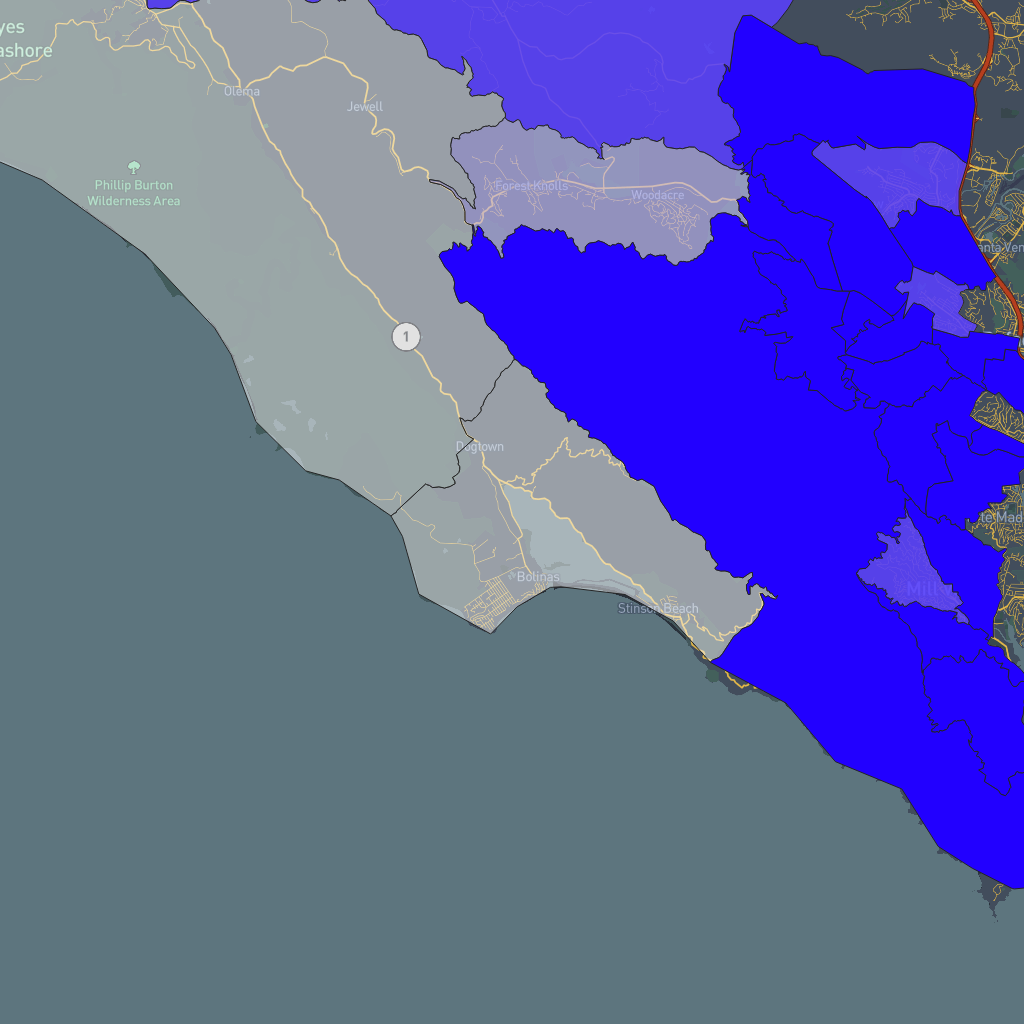 yes
ashore
Olema
Jewell
Phillip Burton
Wilderness Area
Forest Knolls
Woodacre
anta Ven
1
Dogtown
le Mad
Bolinas
Mill
Stinson Beach